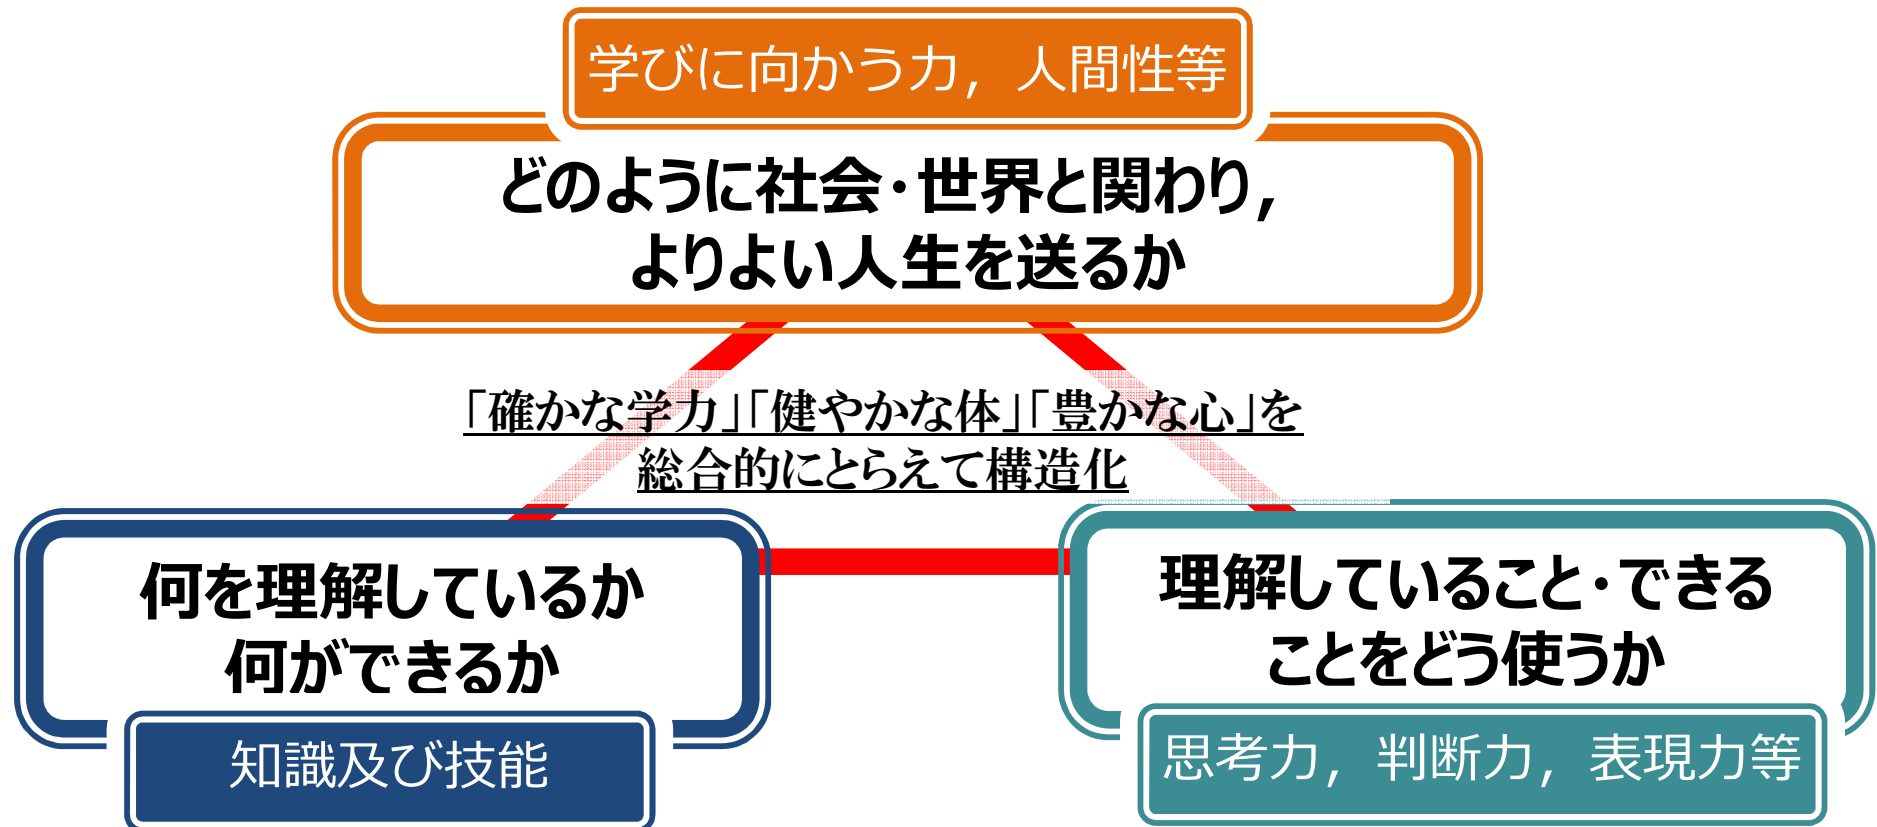 学びに向かう力，人間性等
どのように社会・世界と関わり，
よりよい人生を送るか
「確かな学力」「健やかな体」「豊かな心」を
総合的にとらえて構造化
何を理解しているか
何ができるか
知識及び技能
理解していること・できる
ことをどう使うか
思考力，判断力，表現力等